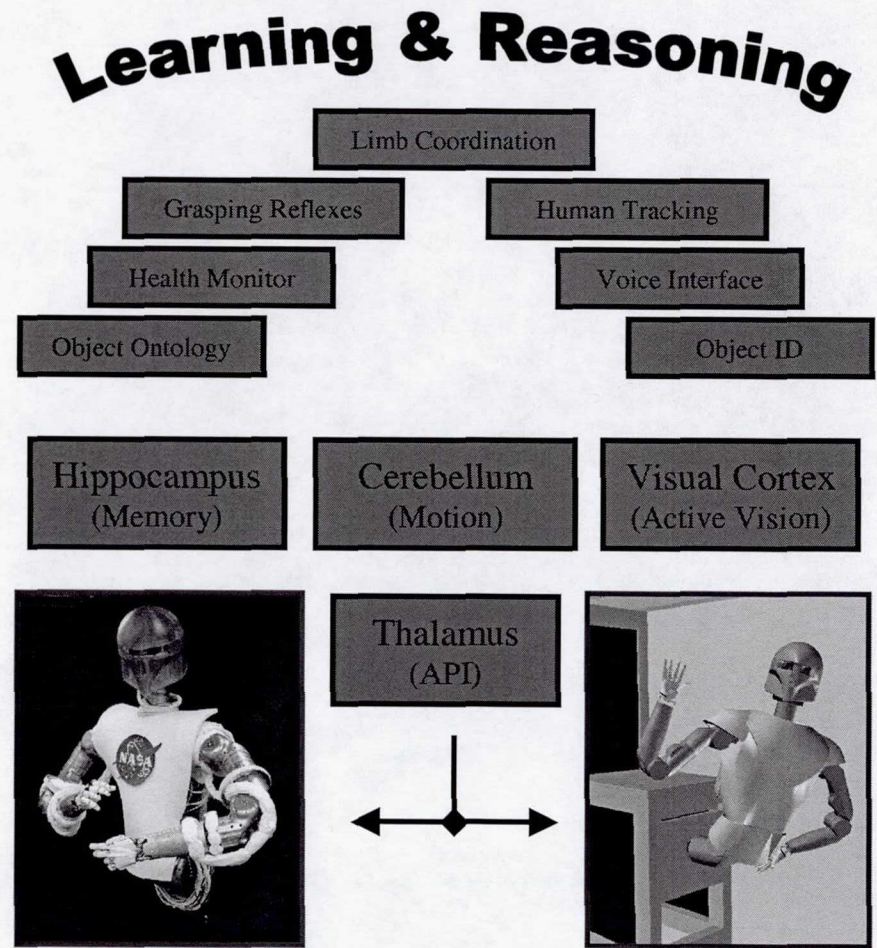 Learning & Reasoning
Limb Coordination
Grasping Reflexes
Human Tracking
Health Monitor
Voice Interface
Object Ontology
Object ID
Hippocampus
(Memory)
Cerebellum
(Motion)
Visual Cortex
(Active Vision)
Thalamus
(API)
NASA